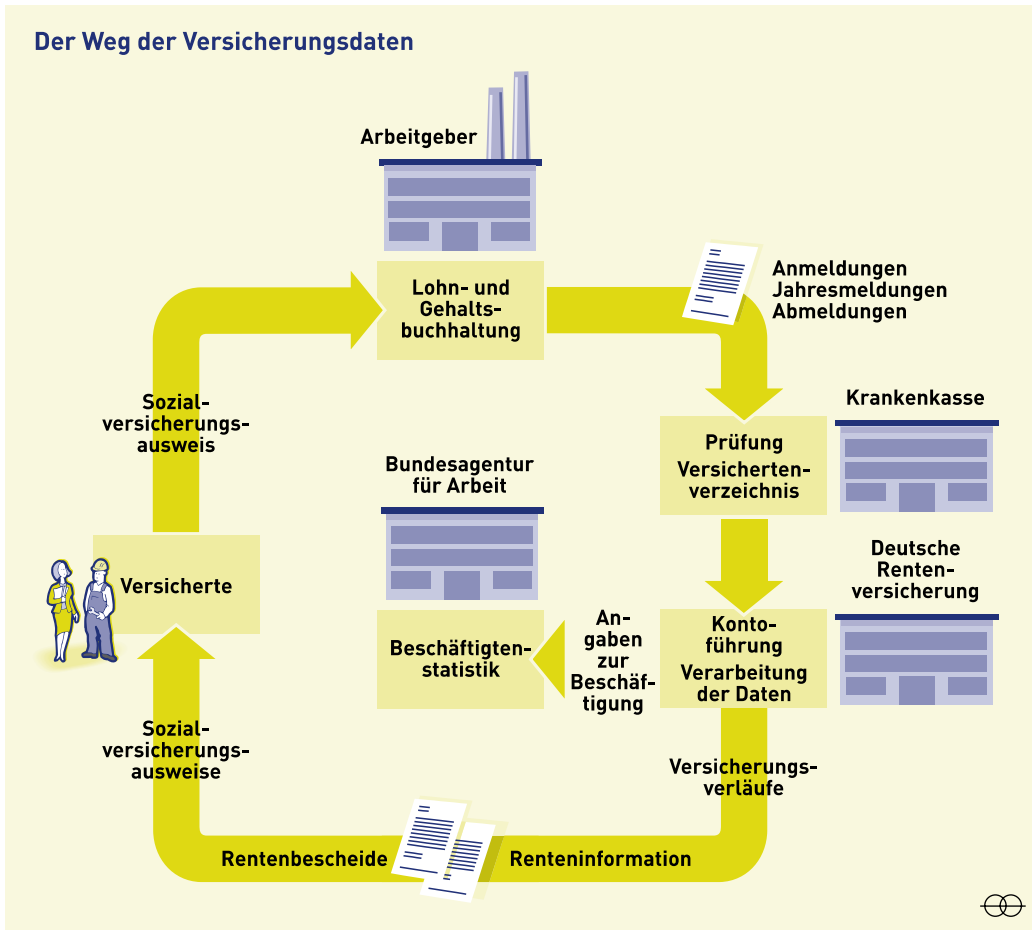 Der Weg der Versicherungsdaten
Arbeitgeber
Lohn- und
Gehalts-
buchhaltung
Anmeldungen
Jahresmeldungen
Abmeldungen
Krankenkasse
Prüfung
Versicherten-
verzeichnis
Deutsche
Renten-
versicherung
Konto-
führung
Verarbeitung
der Daten
An-
gaben
zur
Beschäf-
tigung
Bundesagentur
für Arbeit
Beschäftigten-
statistik
Versicherungs-
verläufe
Renteninformation
Rentenbescheide
Sozial-
versicherungs-
ausweise
Versicherte
Sozial-
versicherungs-
ausweis